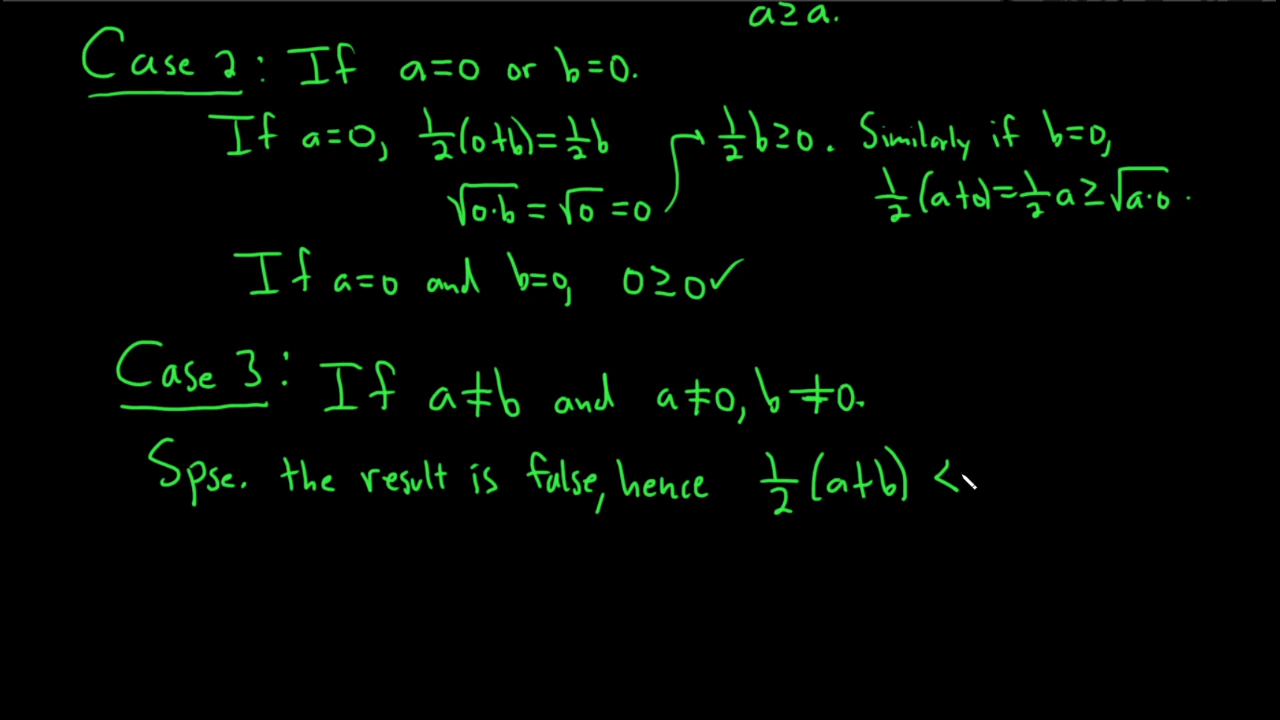 a≥a.
Case 2: If a=0 or b=0.
If a=0, ½(0+b)=½b ½b≥0. Similarly if b=0,
√0·b = √0 = 0 ½(a+0)=½a≥√a·0.
If a=0 and b=0, 0≥0✓
Case 3: If a≠b and a≠0, b≠0.
Spse. the result is false, hence ½(a+b) <